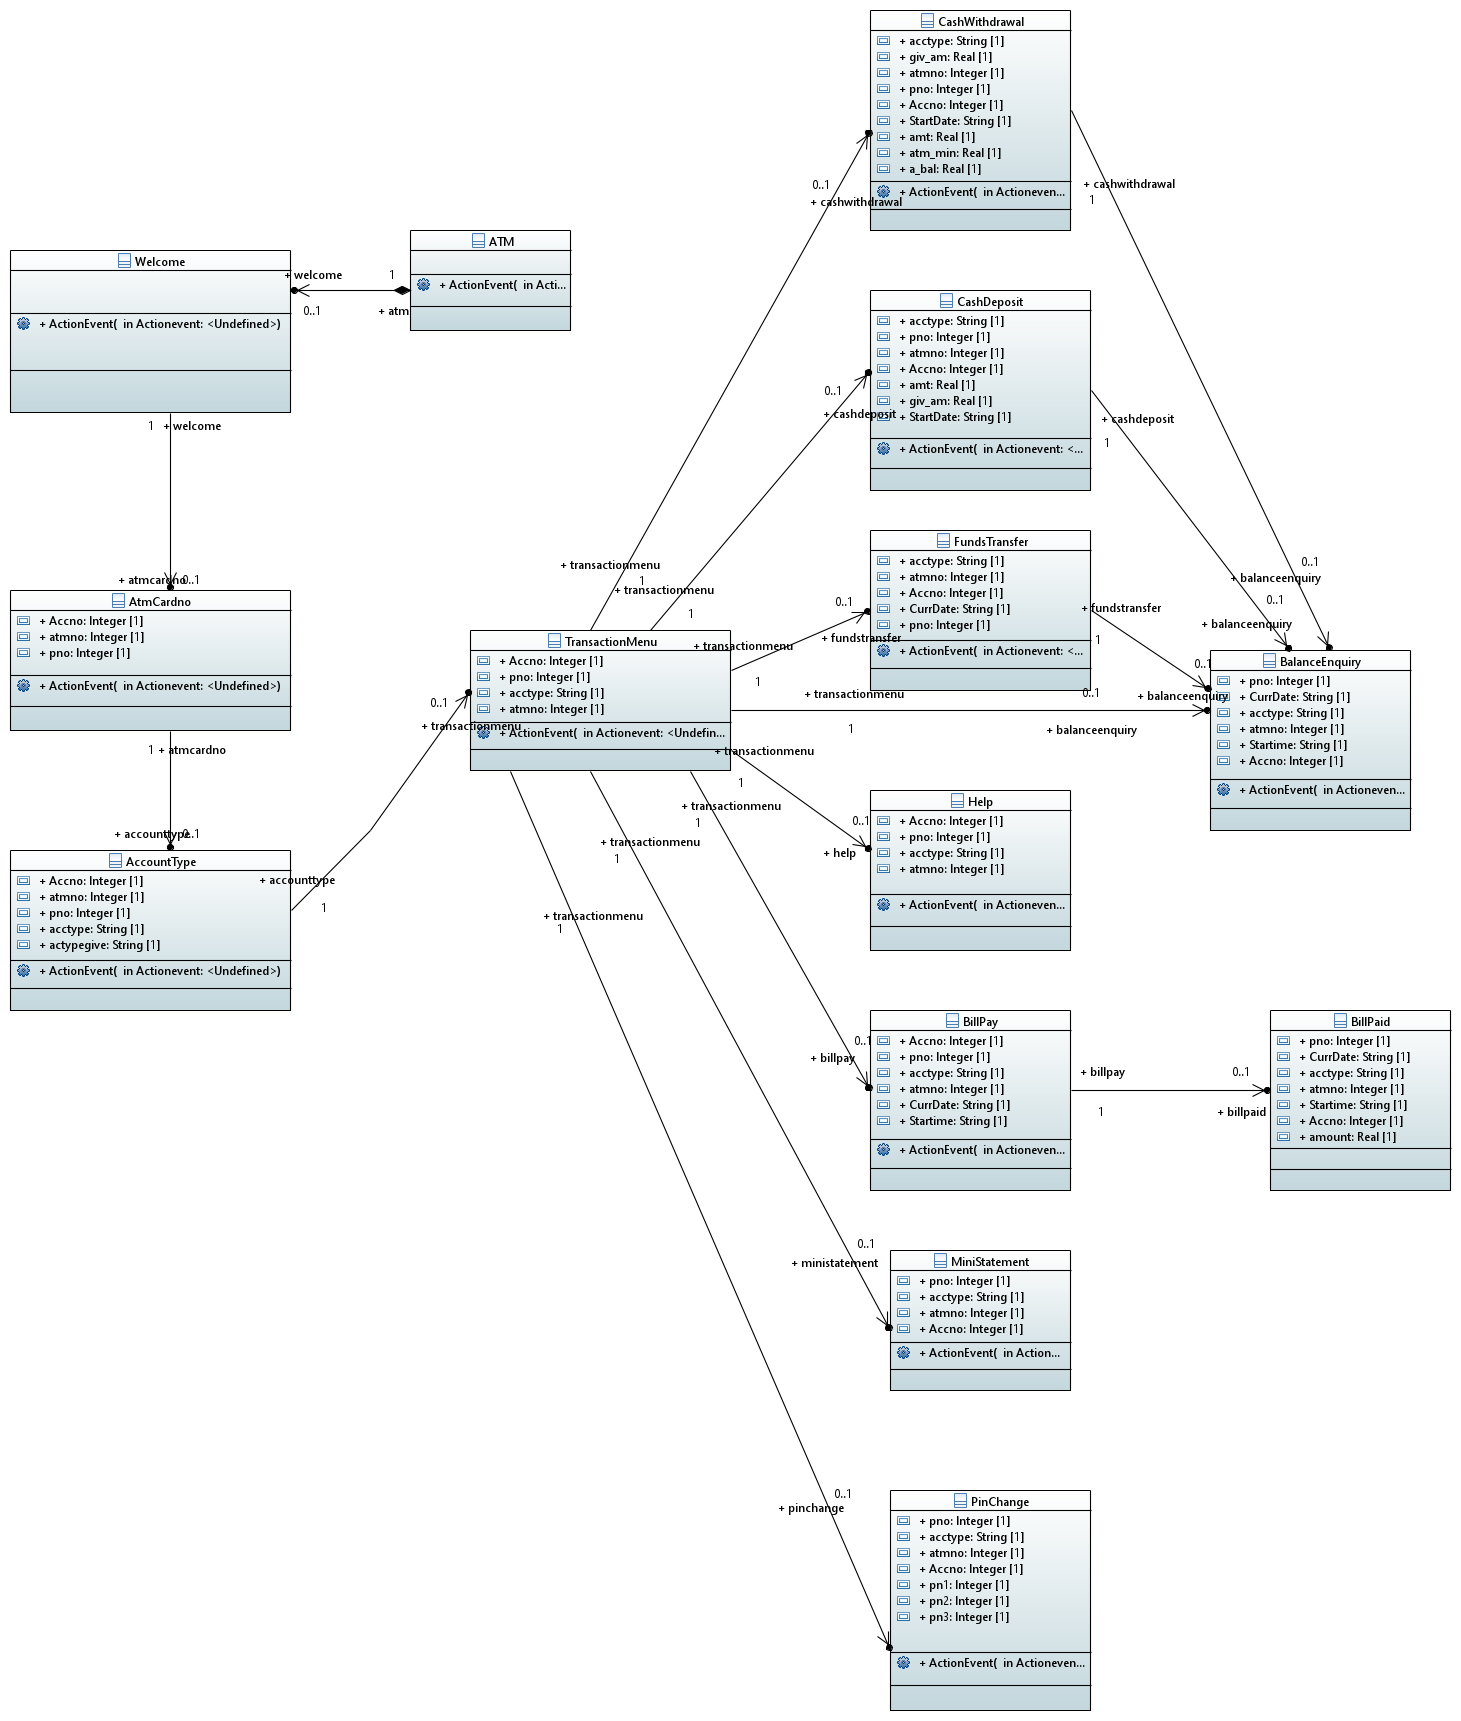 CashWithdrawal
+ acctype: String [1]
+ giv_am: Real [1]
+ atmno: Integer [1]
+ pno: Integer [1]
+ Accno: Integer [1]
+ StartDate: String [1]
+ amt: Real [1]
+ atm_min: Real [1]
+ a_bal: Real [1]
+ ActionEvent( in Actioneven...
0..1
+ cashwithdrawal
+ cashwithdrawal
1
ATM
+ ActionEvent( in Acti...
Welcome
+ ActionEvent( in Actionevent: <Undefined>)
+ welcome
1
0..1
+ atm
CashDeposit
+ acctype: String [1]
+ pno: Integer [1]
+ atmno: Integer [1]
+ Accno: Integer [1]
+ amt: Real [1]
+ giv_am: Real [1]
+ StartDate: String [1]
+ ActionEvent( in Actionevent: <...
0..1
+ cashdeposit
+ cashdeposit
1
1
+ welcome
+ atmcardno
0..1
AtmCardno
+ Accno: Integer [1]
+ atmno: Integer [1]
+ pno: Integer [1]
+ ActionEvent( in Actionevent: <Undefined>)
1
+ atmcardno
+ accounttype
0..1
AccountType
+ Accno: Integer [1]
+ atmno: Integer [1]
+ pno: Integer [1]
+ acctype: String [1]
+ actypegive: String [1]
+ ActionEvent( in Actionevent: <Undefined>)
+ accounttype
1
0..1
+ transactionmenu
TransactionMenu
+ Accno: Integer [1]
+ pno: Integer [1]
+ acctype: String [1]
+ atmno: Integer [1]
+ ActionEvent( in Actionevent: <Undefin...
+ transactionmenu
1
+ transactionmenu
1
+ transactionmenu
1
+ transactionmenu
1
+ transactionmenu
1
+ transactionmenu
1
+ transactionmenu
1
+ transactionmenu
1
FundsTransfer
+ acctype: String [1]
+ atmno: Integer [1]
+ Accno: Integer [1]
+ CurrDate: String [1]
+ pno: Integer [1]
+ ActionEvent( in Actionevent: <...
0..1
+ fundstransfer
+ fundstransfer
1
0..1
+ balanceenquiry
0..1
+ balanceenquiry
0..1
+ balanceenquiry
0..1
+ balanceenquiry
BalanceEnquiry
+ pno: Integer [1]
+ CurrDate: String [1]
+ acctype: String [1]
+ atmno: Integer [1]
+ Startime: String [1]
+ Accno: Integer [1]
+ ActionEvent( in Actioneven...
Help
+ Accno: Integer [1]
+ pno: Integer [1]
+ acctype: String [1]
+ atmno: Integer [1]
+ ActionEvent( in Actioneven...
0..1
+ help
BillPay
+ Accno: Integer [1]
+ pno: Integer [1]
+ acctype: String [1]
+ atmno: Integer [1]
+ CurrDate: String [1]
+ Startime: String [1]
+ ActionEvent( in Actioneven...
0..1
+ billpay
+ billpay
1
0..1
+ billpaid
BillPaid
+ pno: Integer [1]
+ CurrDate: String [1]
+ acctype: String [1]
+ atmno: Integer [1]
+ Startime: String [1]
+ Accno: Integer [1]
+ amount: Real [1]
0..1
+ ministatement
MiniStatement
+ pno: Integer [1]
+ acctype: String [1]
+ atmno: Integer [1]
+ Accno: Integer [1]
+ ActionEvent( in Action...
0..1
+ pinchange
PinChange
+ pno: Integer [1]
+ acctype: String [1]
+ atmno: Integer [1]
+ Accno: Integer [1]
+ pn1: Integer [1]
+ pn2: Integer [1]
+ pn3: Integer [1]
+ ActionEvent( in Actioneven...